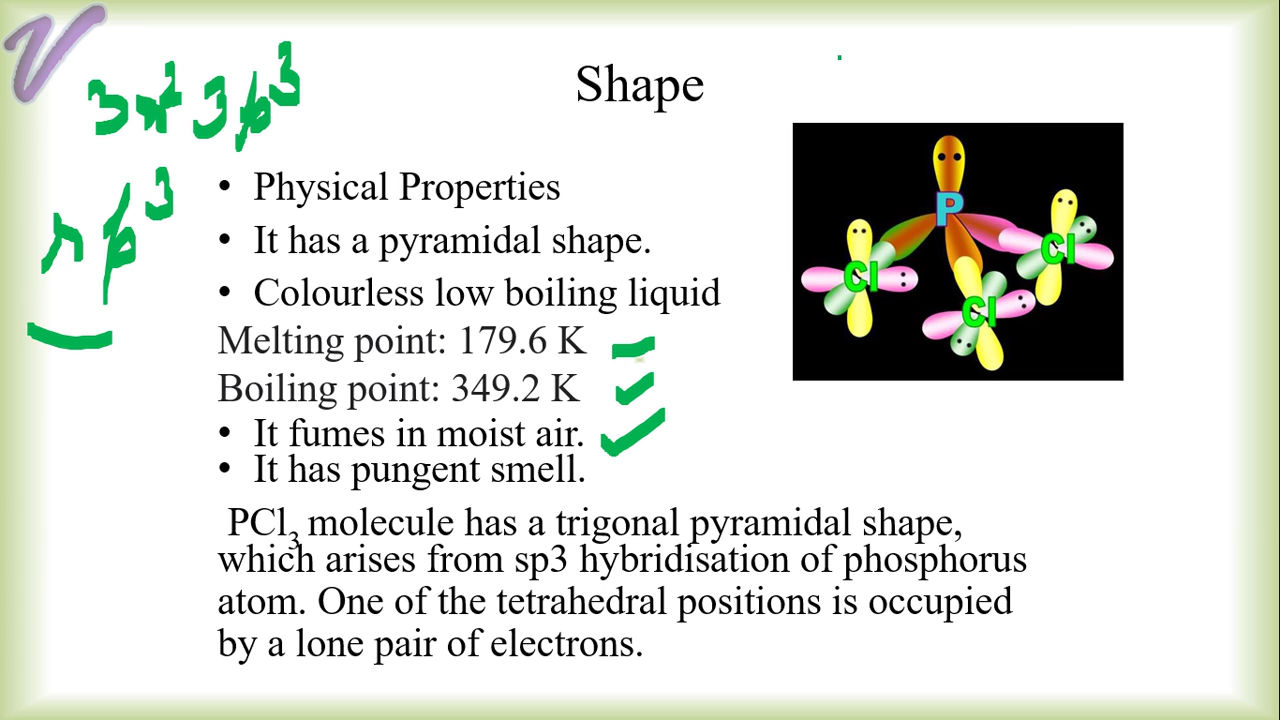 V
3s² 3p³
Shape
sp³
• Physical Properties
• It has a pyramidal shape.
• Colourless low boiling liquid
Melting point: 179.6 K
Boiling point: 349.2 K
• It fumes in moist air.
• It has pungent smell.
PCl₃ molecule has a trigonal pyramidal shape,
which arises from sp3 hybridisation of phosphorus
atom. One of the tetrahedral positions is occupied
by a lone pair of electrons.
P
Cl
Cl
Cl